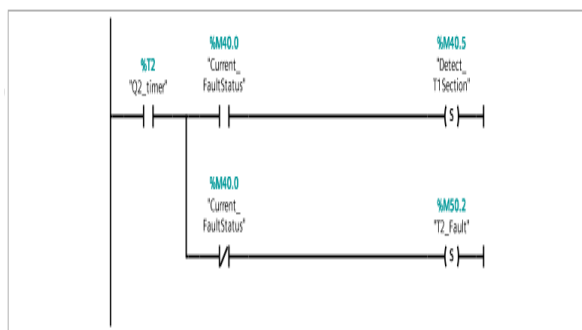 %M40.0
%M40.5
%T2
"Current_
"Detect_
"Q2_timer"
FaultStatus"
T1Section"
S
%M40.0
%M50.2
"Current_
"T2_Fault"
FaultStatus"
S